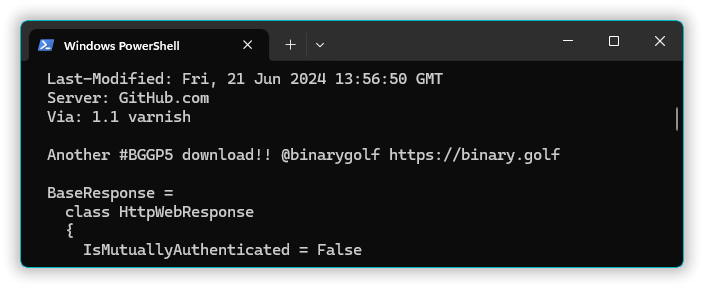 Windows PowerShell
Last-Modified: Fri, 21 Jun 2024 13:56:50 GMT
Server: GitHub.com
Via: 1.1 varnish
Another #BGGP5 download!! @binarygolf https://binary.golf
BaseResponse =
  class HttpWebResponse
  {
    IsMutuallyAuthenticated = False